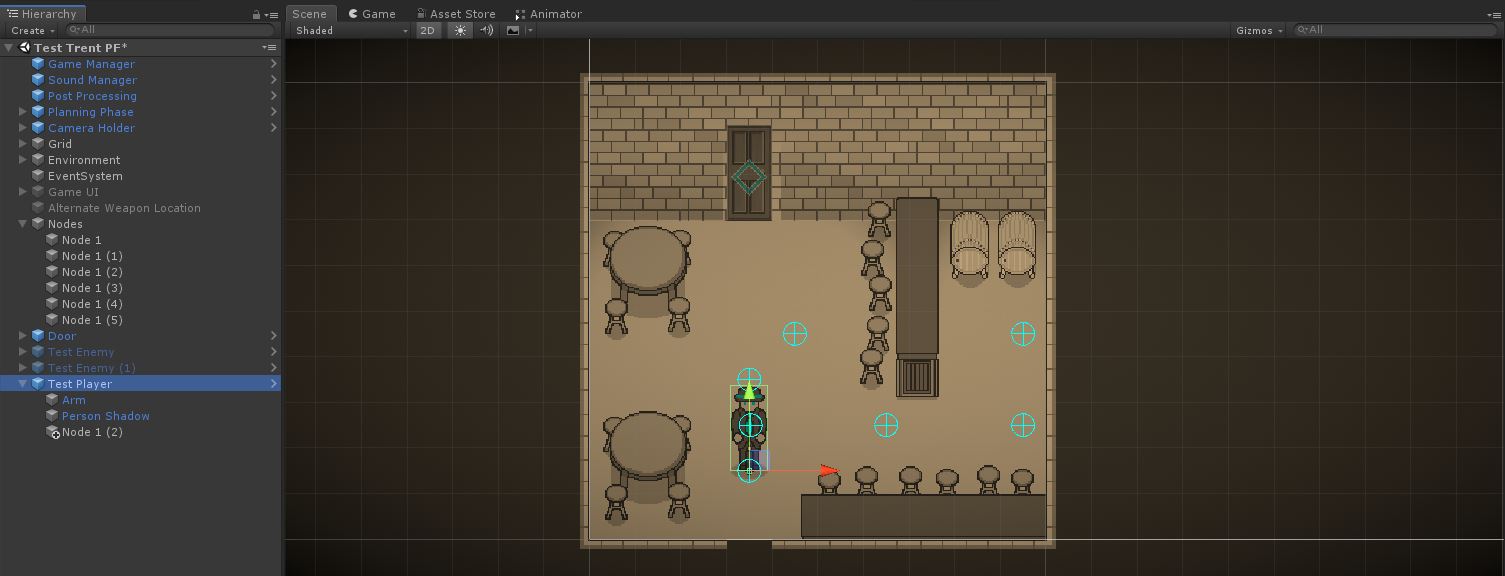 Hierarchy
Create
All
Test Trent PF*
Game Manager
Sound Manager
Post Processing
Planning Phase
Camera Holder
Grid
Environment
EventSystem
Game UI
Alternate Weapon Location
Nodes
Node 1
Node 1 (1)
Node 1 (2)
Node 1 (3)
Node 1 (4)
Node 1 (5)
Door
Test Enemy
Test Enemy (1)
Test Player
Arm
Person Shadow
Node 1 (2)
Scene Game Asset Store Animator
Shaded 2D Gizmos All